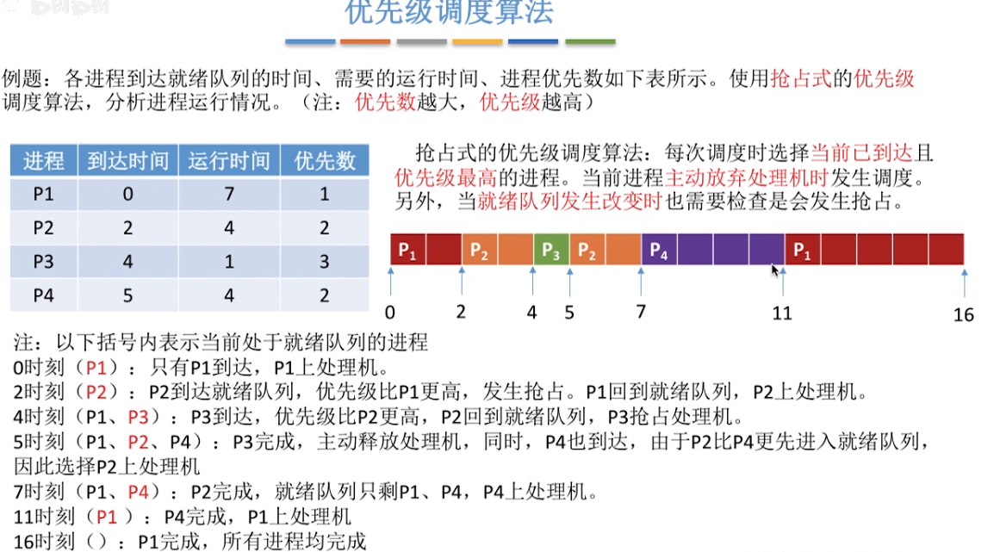 优先级调度算法
例题：各进程到达就绪队列的时间、需要的运行时间、进程优先数如下表所示。使用抢占式的优先级
调度算法，分析进程运行情况。（注：优先数越大，优先级越高）
进程 到达时间 运行时间 优先数
P1 0 7 1
P2 2 4 2
P3 4 1 3
P4 5 4 2
抢占式的优先级调度算法：每次调度时选择当前已到达且
优先级最高的进程。当前进程主动放弃处理机时发生调度。
另外，当就绪队列发生改变时也需要检查是会发生抢占。
P1 P2 P3 P2 P4 P1
0 2 4 5 7 11 16
注：以下括号内表示当前处于就绪队列的进程
0时刻（P1）：只有P1到达，P1上处理机。
2时刻（P2）：P2到达就绪队列，优先级比P1更高，发生抢占。P1回到就绪队列，P2上处理机。
4时刻（P1、P3）：P3到达，优先级比P2更高，P2回到就绪队列，P3抢占处理机。
5时刻（P1、P2、P4）：P3完成，主动释放处理机，同时，P4也到达，由于P2比P4更先进入就绪队列，
因此选择P2上处理机
7时刻（P1、P4）：P2完成，就绪队列只剩P1、P4，P4上处理机。
11时刻（P1 ）：P4完成，P1上处理机
16时刻（）：P1完成，所有进程均完成